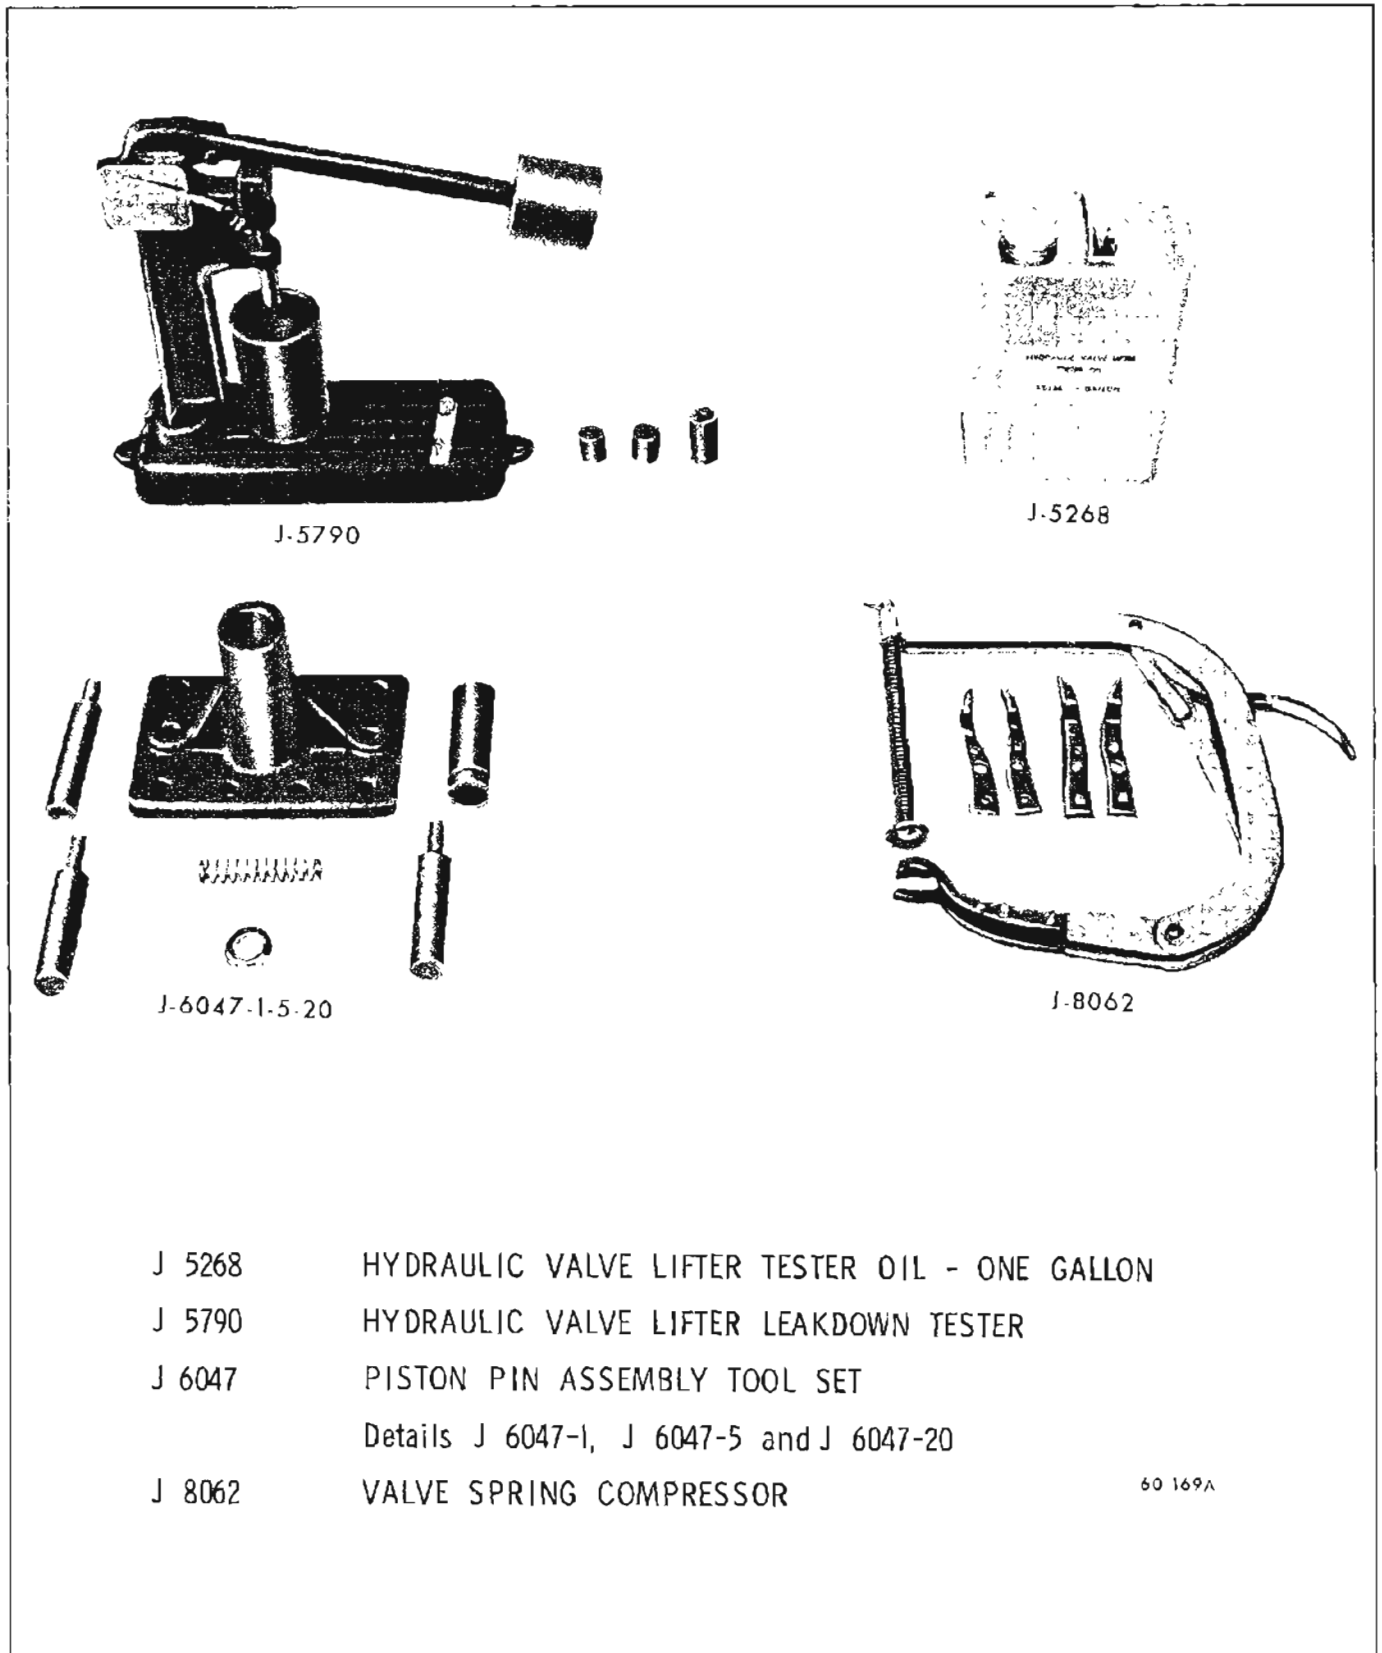 J-5790
J-5268
J-6047-1-5-20
J-8062
J 5268 HYDRAULIC VALVE LIFTER TESTER OIL - ONE GALLON
J 5790 HYDRAULIC VALVE LIFTER LEAKDOWN TESTER
J 6047 PISTON PIN ASSEMBLY TOOL SET
Details J 6047-1, J 6047-5 and J 6047-20
J 8062 VALVE SPRING COMPRESSOR
60 169A